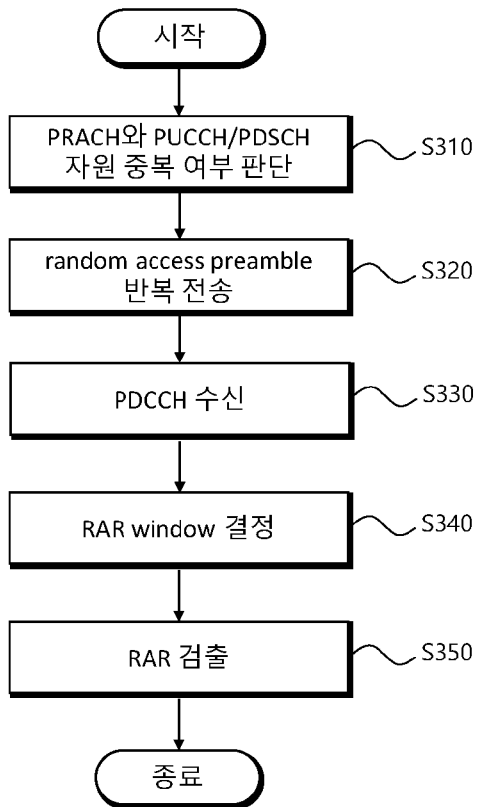 시작
PRACH와 PUCCH/PDSCH
자원 중복 여부 판단
S310
random access preamble
반복 전송
S320
PDCCH 수신
S330
RAR window 결정
S340
RAR 검출
S350
종료